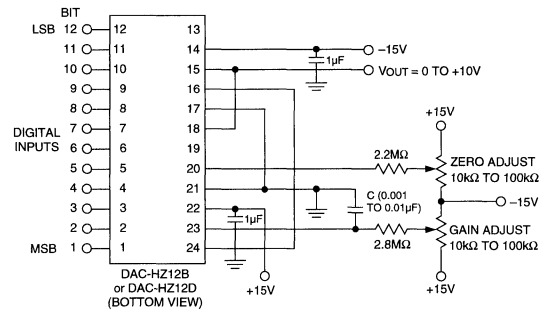 BIT
LSB 12 12 13
11 11 14 –15V
1µF
10 10 15 VOUT = 0 TO +10V
9 9 16
8 8 17 +15V
DIGITAL INPUTS
7 7 18
6 6 19
2.2MΩ
5 5 20
ZERO ADJUST
10kΩ TO 100kΩ
4 4 21
C (0.001
TO 0.01µF)
–15V
3 3 22
1µF
2 2 23
2.8MΩ
GAIN ADJUST
10kΩ TO 100kΩ
MSB 1 1 24
+15V
+15V
DAC-HZ12B
or DAC-HZ12D
(BOTTOM VIEW)